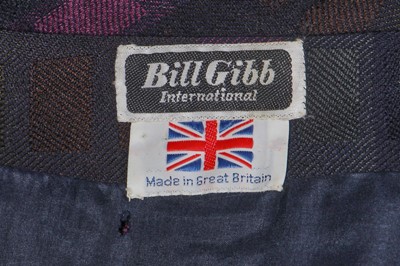 Bill Gibb
International
Made in Great Britain